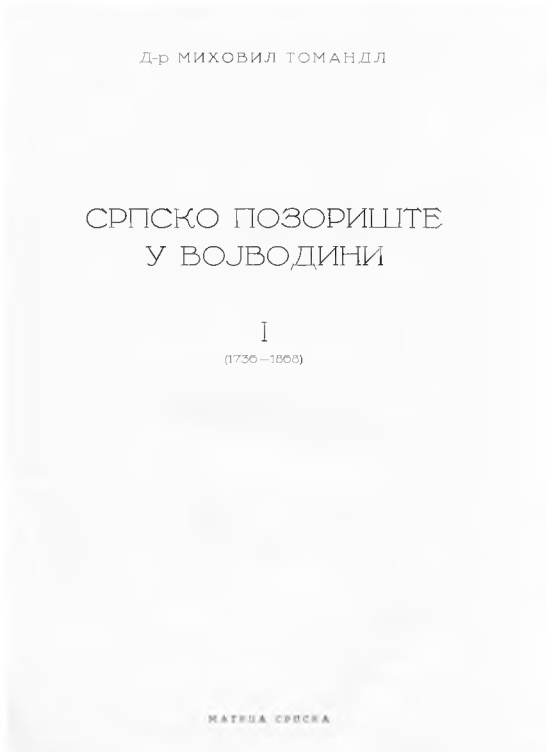 Д-р МИХОВИЛ ТОМАНДЛ
СРПСКО ПОЗОРИШТЕ
У ВОЈВОДИНИ
I
(1736—1868)
МАТИЦА СРПСКА